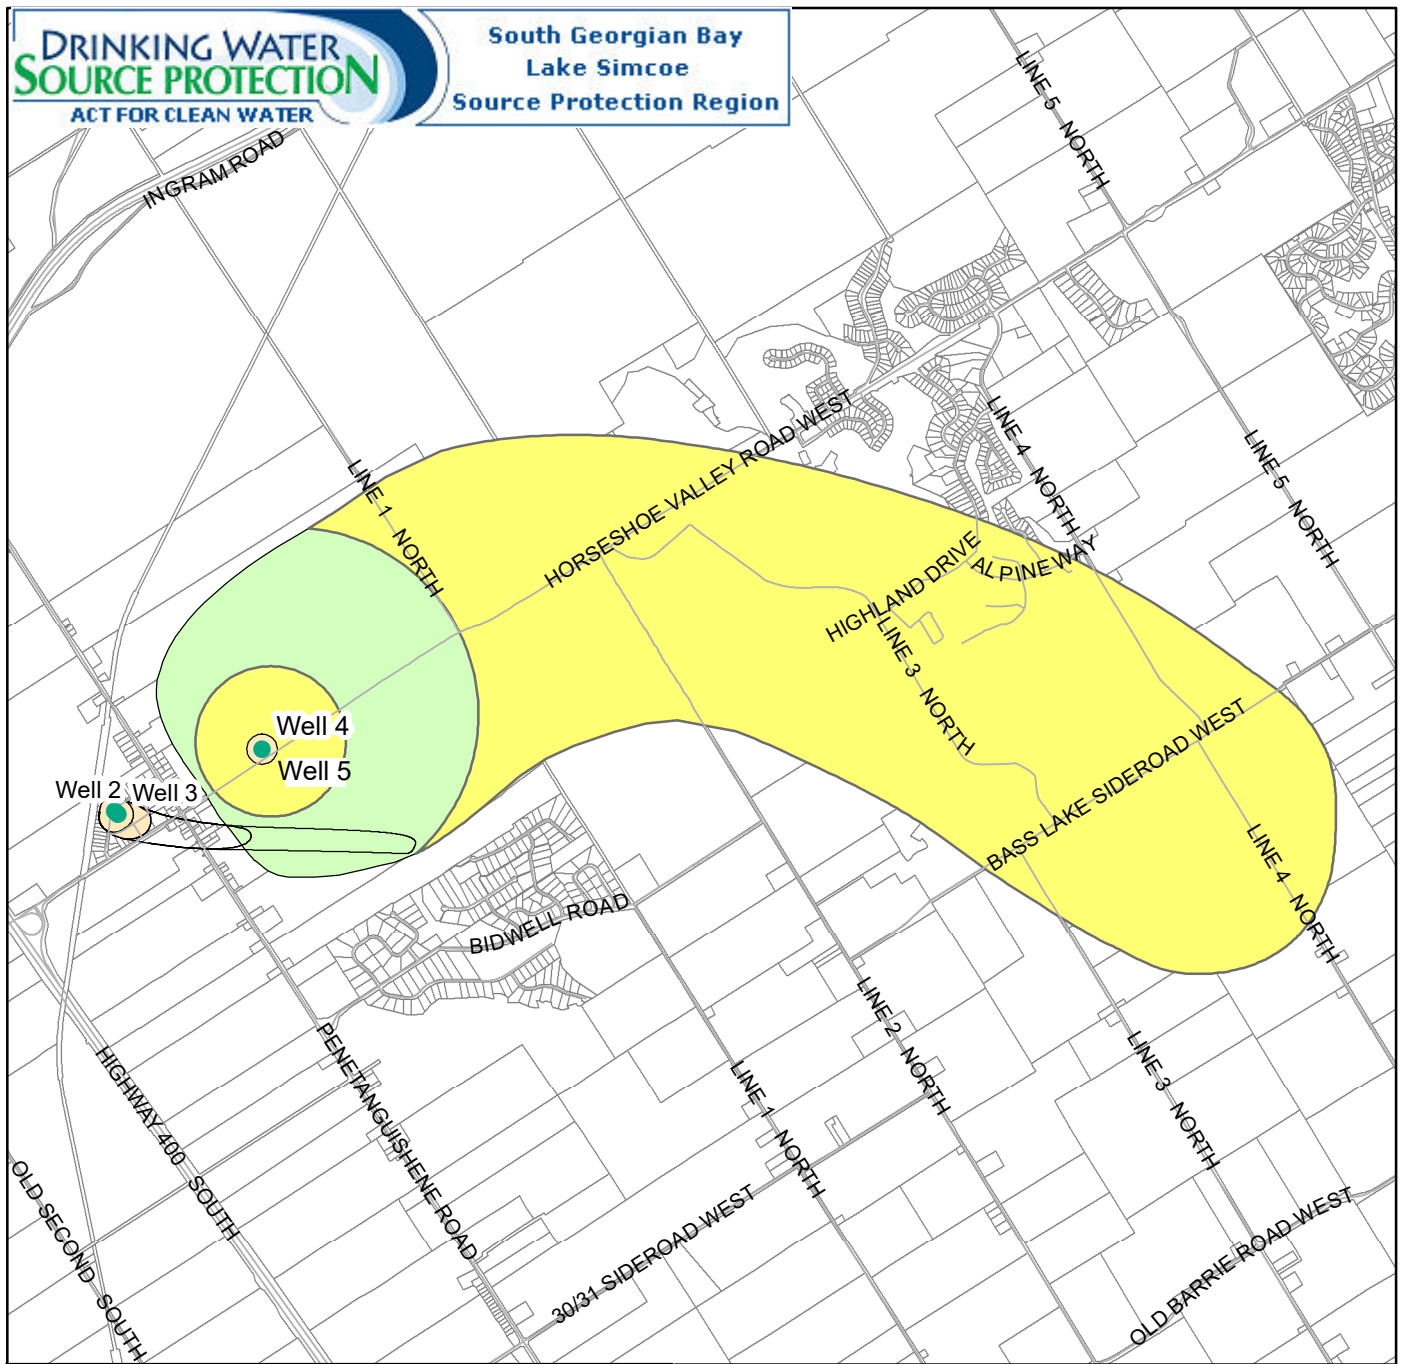 DRINKING WATER
SOURCE PROTECTION
ACT FOR CLEAN WATER
South Georgian Bay
Lake Simcoe
Source Protection Region
LINE 5 NORTH
INGRAM ROAD
HORSESHOE VALLEY ROAD WEST
LINE 4 NORTH
LINE 5 NORTH
LINE 1 NORTH
HIGHLAND DRIVE
ALPINE WAY
LINE 3 NORTH
BASS LAKE SIDEROAD WEST
Well 4
Well 5
Well 2
Well 3
LINE 4 NORTH
BIDWELL ROAD
LINE 2 NORTH
PENETANGUISHENE ROAD
HIGHWAY 400 SOUTH
LINE 1 NORTH
LINE 3 NORTH
OLD SECOND SOUTH
30/31 SIDEROAD WEST
OLD BARRIE ROAD WEST